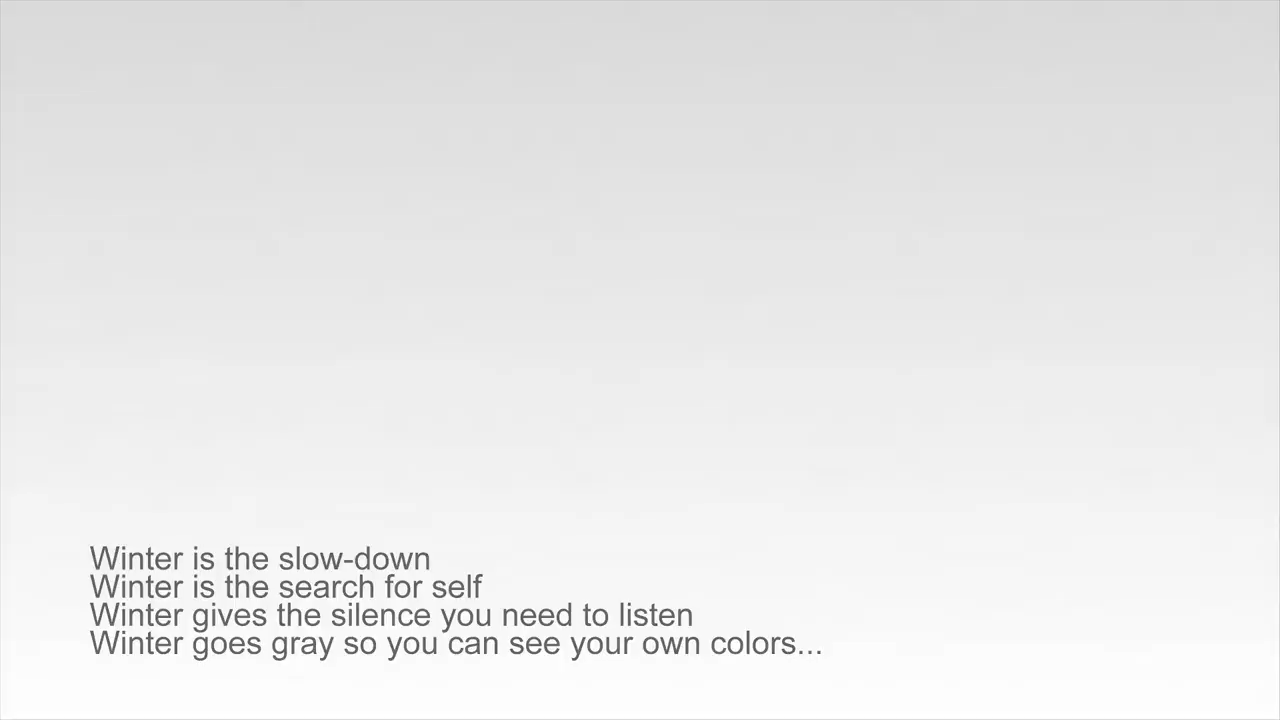 Winter is the slow-down
Winter is the search for self
Winter gives the silence you need to listen
Winter goes gray so you can see your own colors...